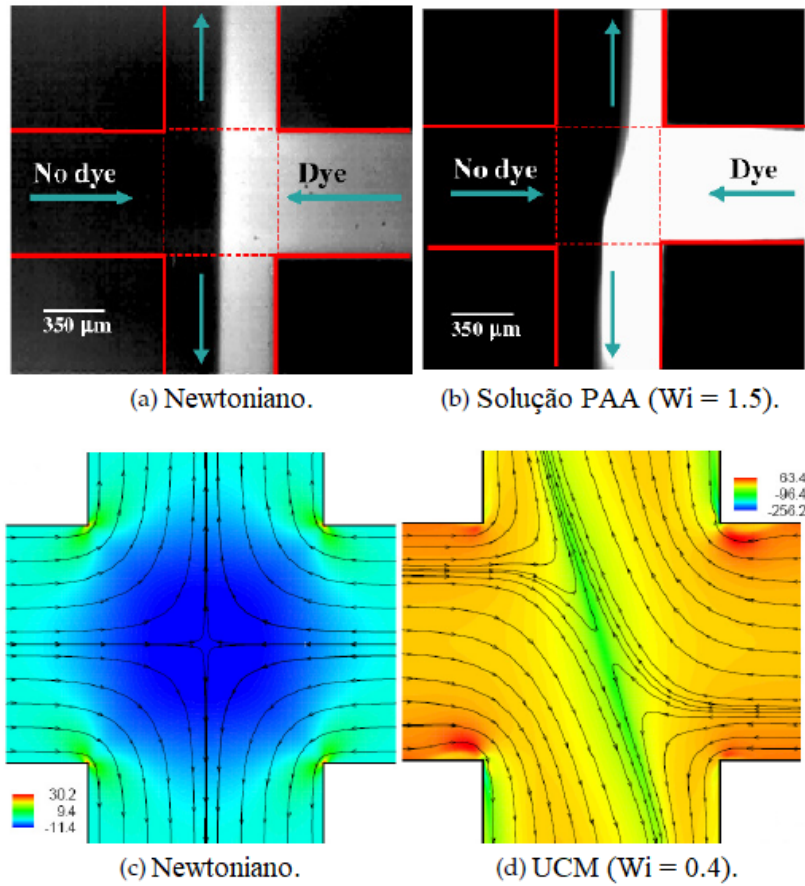 No dye
Dye
350 µm
(a) Newtoniano.
No dye
Dye
350 µm
(b) Solução PAA (Wi = 1.5).
30.2
9.4
-11.4
(c) Newtoniano.
63.4
-96.4
-256.2
(d) UCM (Wi = 0.4).